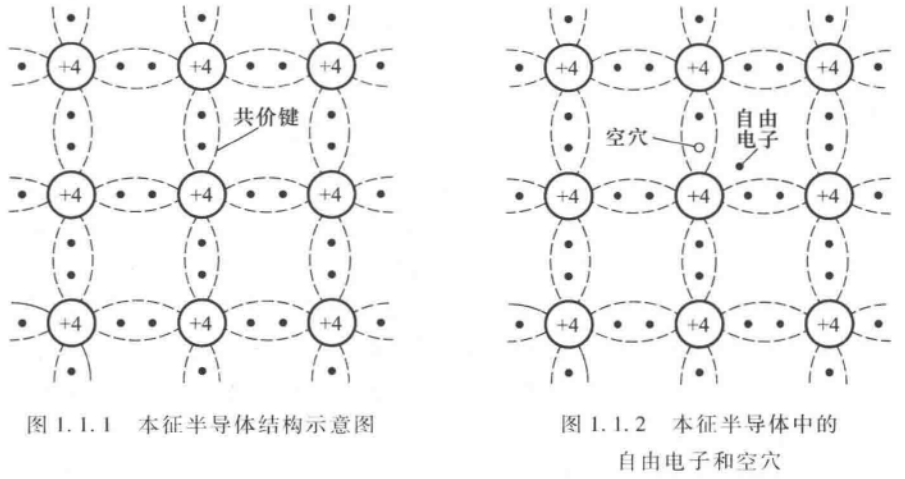 +4 +4 +4
共价键
+4 +4 +4
+4 +4 +4
图 1.1.1 本征半导体结构示意图
+4 +4 +4
空穴
自由
电子
+4 +4 +4
+4 +4 +4
图 1.1.2 本征半导体中的
自由电子和空穴